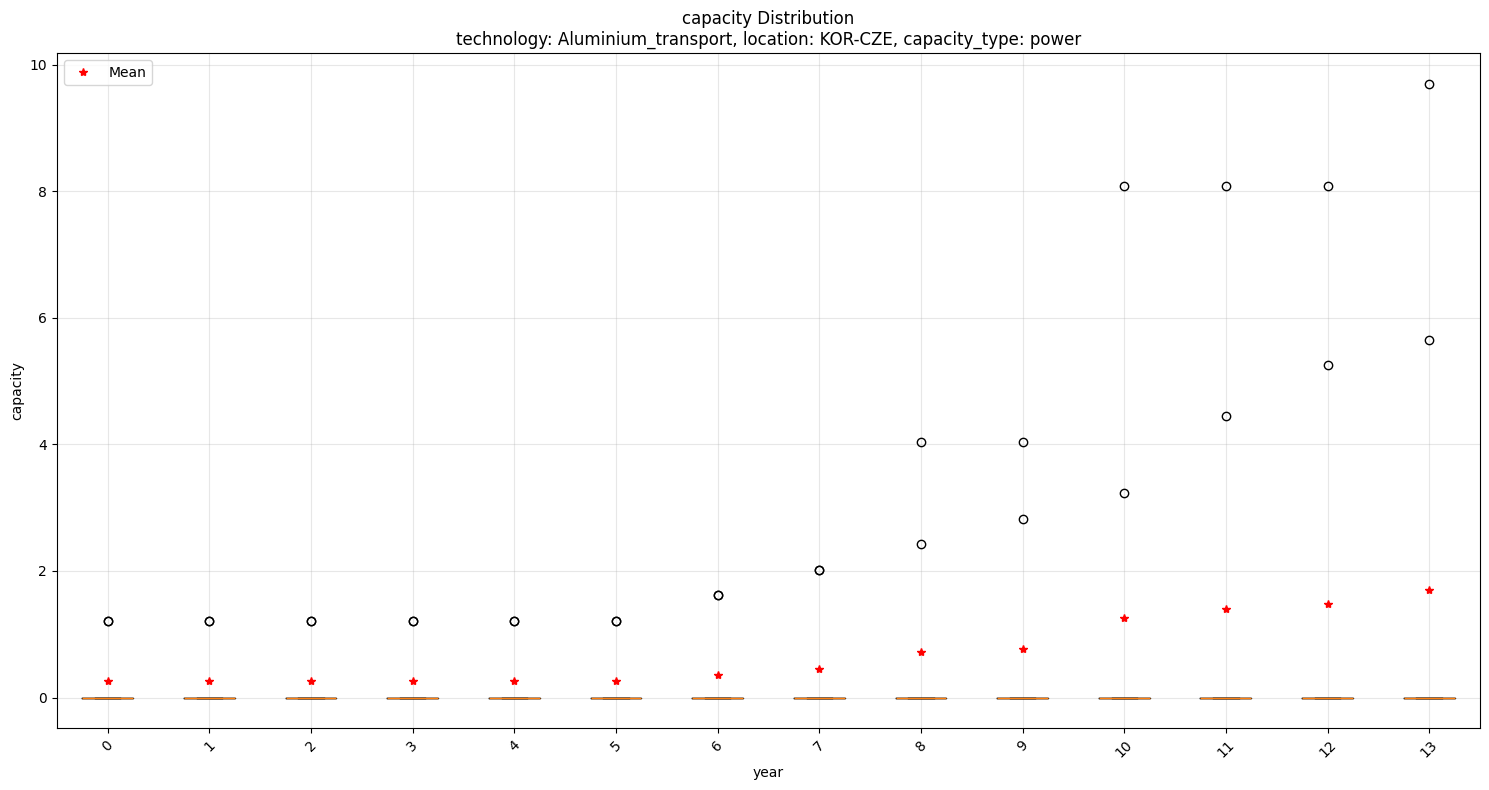 capacity Distribution
technology: Aluminium_transport, location: KOR-CZE, capacity_type: power
Mean
10
8
6
4
2
0
capacity
0 1 2 3 4 5 6 7 8 9 10 11 12 13
year